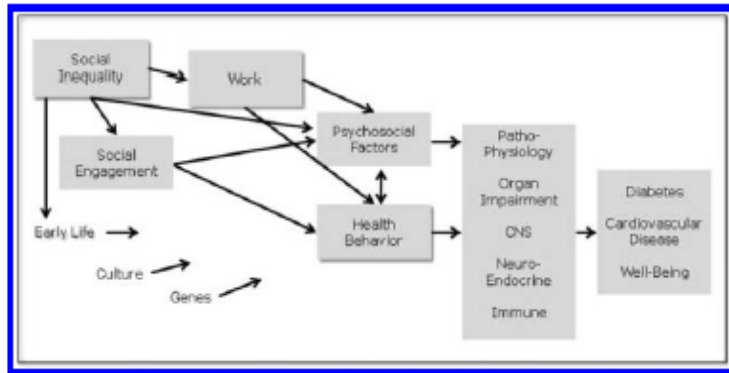 Social
Inequality
Work
Social
Engagement
Psychosocial
Factors
Health
Behavior
Early Life
Culture
Genes
Patho-
Physiology
Organ
Impairment
CNS
Neuro-
Endocrine
Immune
Diabetes
Cardiovascular
Disease
Well-Being